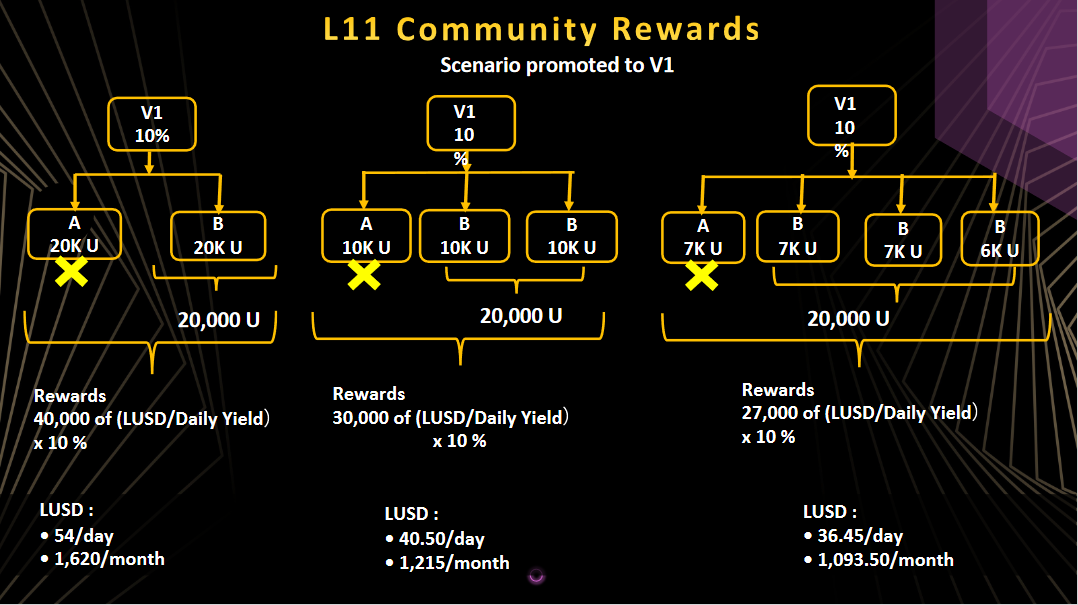 L11 Community Rewards
Scenario promoted to V1
V1
10%
A
20K U
B
20K U
20,000 U
Rewards
40,000 of (LUSD/Daily Yield）
x 10 %
LUSD :
• 54/day
• 1,620/month
V1
10
%
A
10K U
B
10K U
B
10K U
20,000 U
Rewards
30,000 of (LUSD/Daily Yield）
x 10 %
LUSD :
• 40.50/day
• 1,215/month
V1
10
%
A
7K U
B
7K U
B
7K U
B
6K U
20,000 U
Rewards
27,000 of (LUSD/Daily Yield）
x 10 %
LUSD :
• 36.45/day
• 1,093.50/month